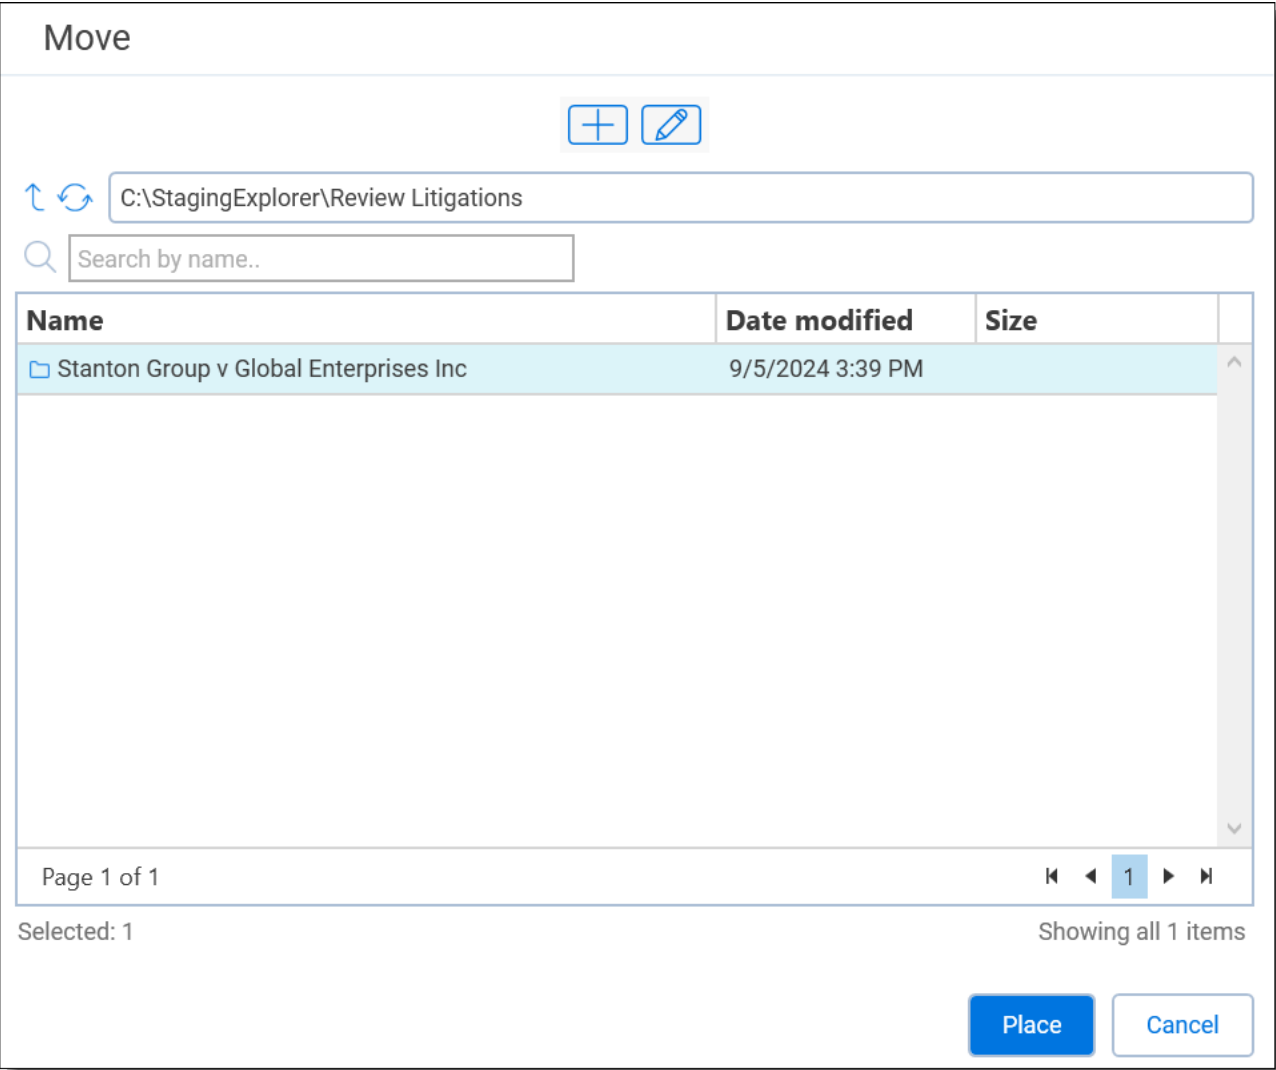 Move
C:\StagingExplorer\Review Litigations
Search by name..
Name Date modified Size
Stanton Group v Global Enterprises Inc 9/5/2024 3:39 PM
Page 1 of 1 1
Selected: 1 Showing all 1 items
Place Cancel